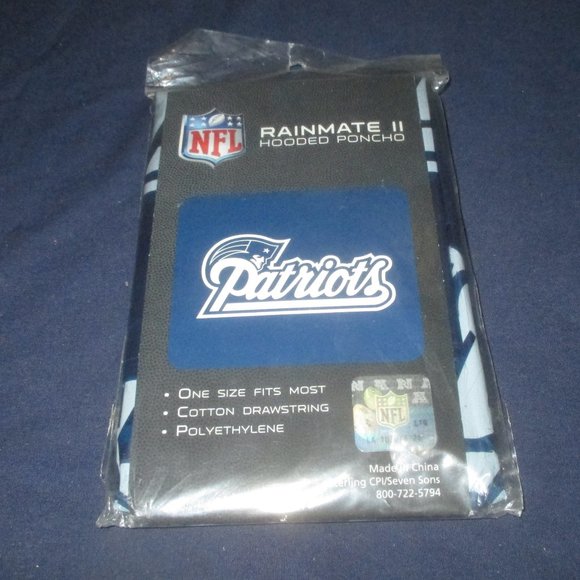 NFL
RAINMATE II
HOODED PONCHO
Patriots
• ONE SIZE FITS MOST
• COTTON DRAWSTRING
• POLYETHYLENE
NFL
Made in China
CPI/Seven Sons
800-722-5794